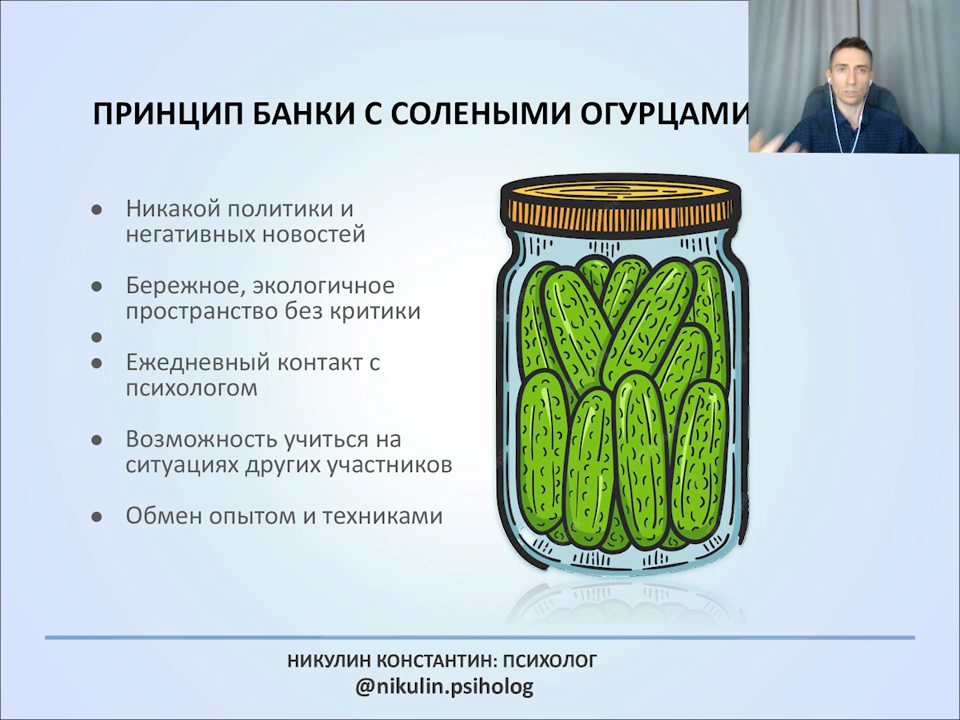 ПРИНЦИП БАНКИ С СОЛЕНЫМИ ОГУРЦАМИ
● Никакой политики и
негативных новостей
● Бережное, экологичное
пространство без критики
●
● Ежедневный контакт с
психологом
● Возможность учиться на
ситуациях других участников
● Обмен опытом и техниками
НИКУЛИН КОНСТАНТИН: ПСИХОЛОГ
@nikulin.psiholog